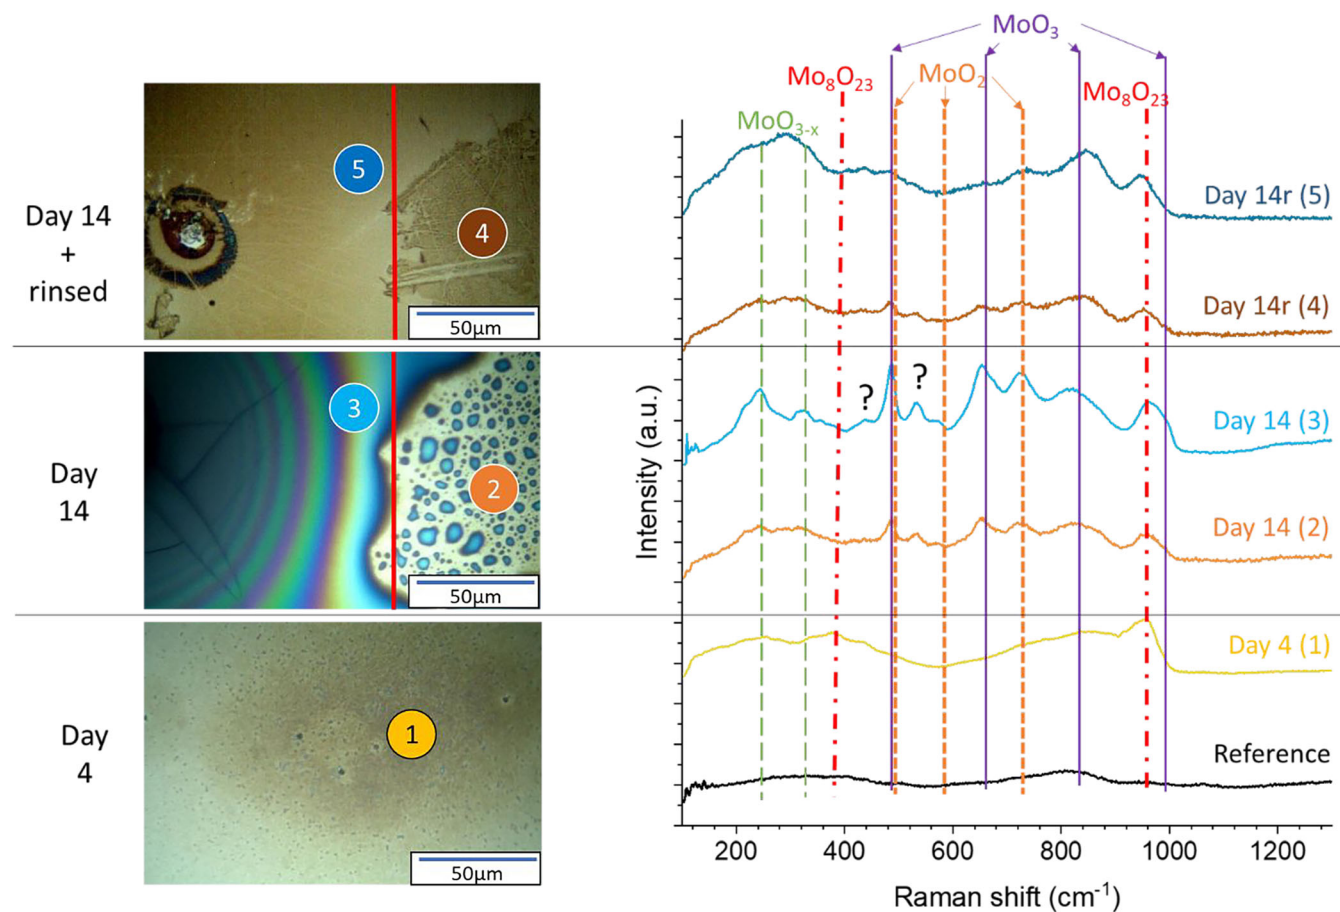 Day 14
+
rinsed
5
4
50µm
Day
14
3
2
50µm
Day
4
1
50µm
MoO₃
Mo₈O₂₃
MoO₂
Mo₈O₂₃
MoO₃₋ₓ
Day 14r (5)
Day 14r (4)
? ?
Day 14 (3)
Day 14 (2)
Day 4 (1)
Reference
Intensity (a.u.)
200 400 600 800 1000 1200
Raman shift (cm⁻¹)